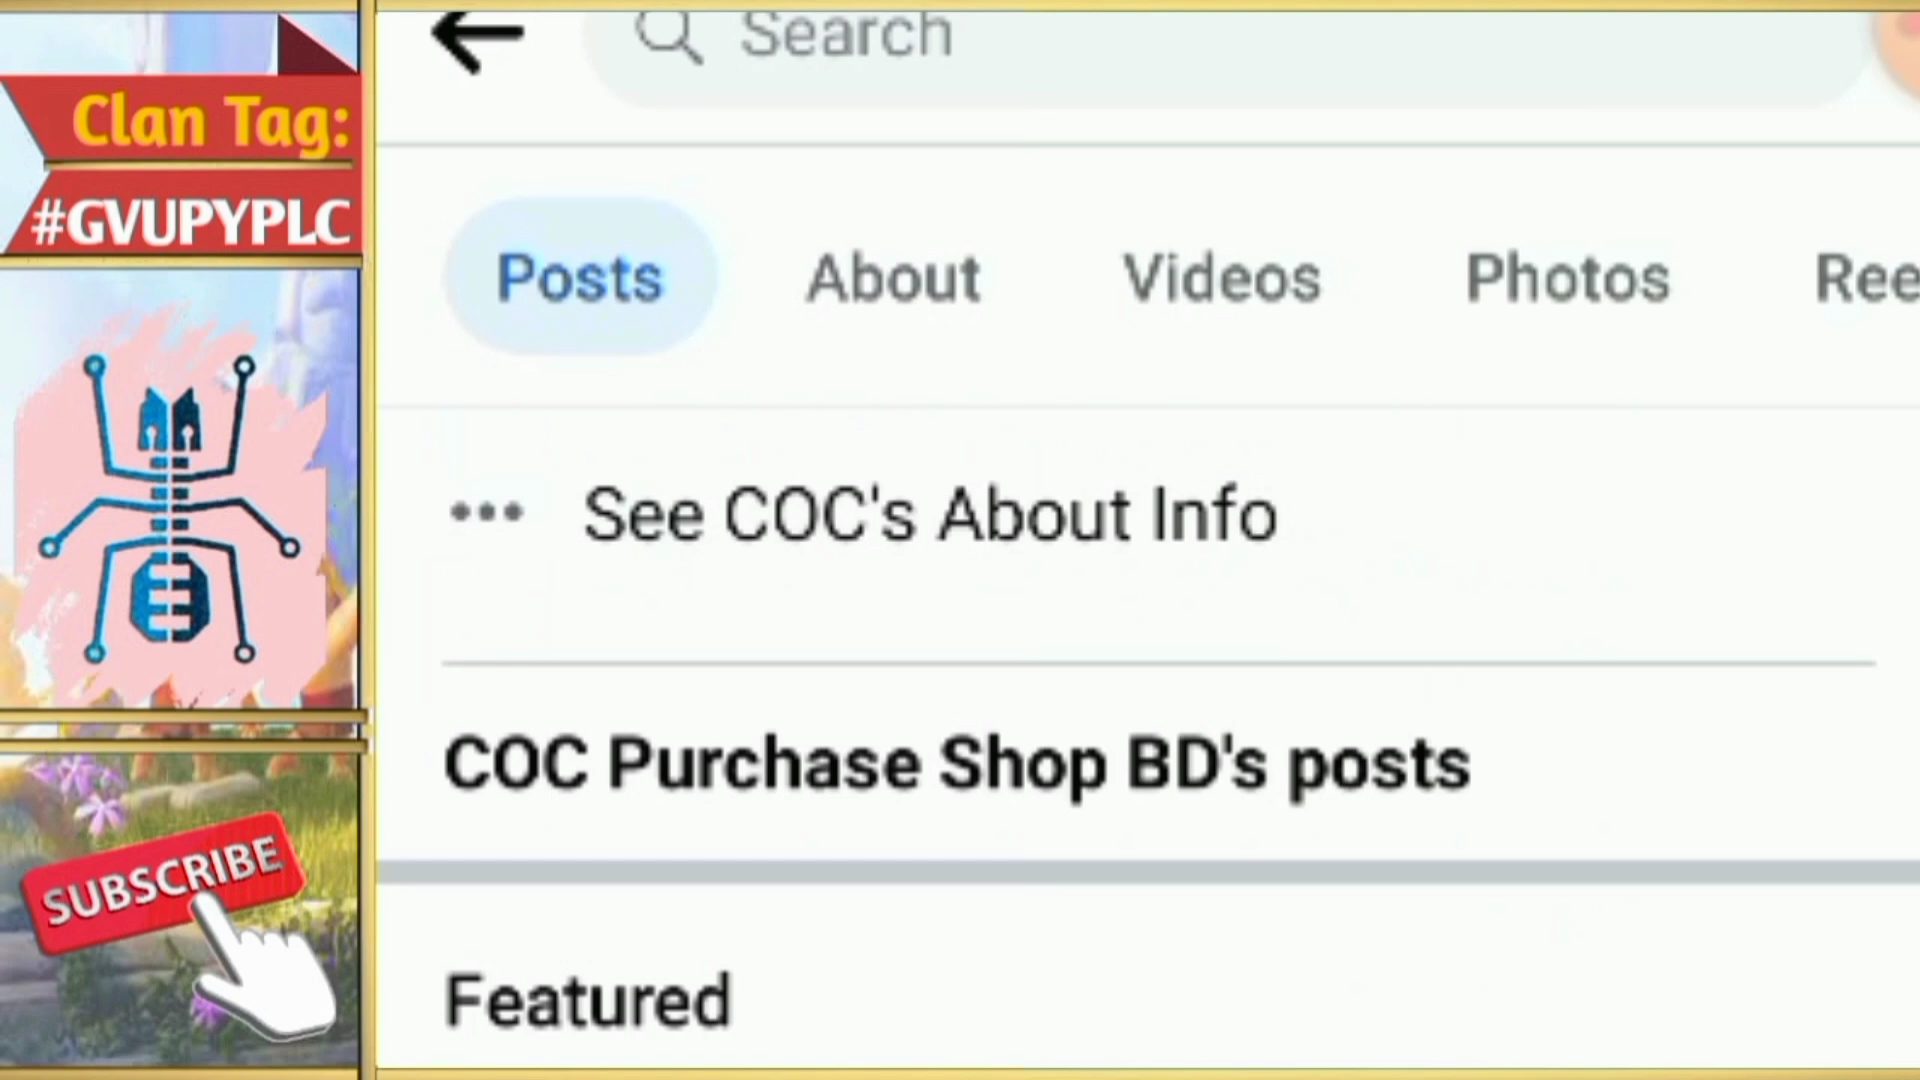 Clan Tag:
#GVUPYPLC
SUBSCRIBE
Search
Posts About Videos Photos Ree
••• See COC's About Info
COC Purchase Shop BD's posts
Featured